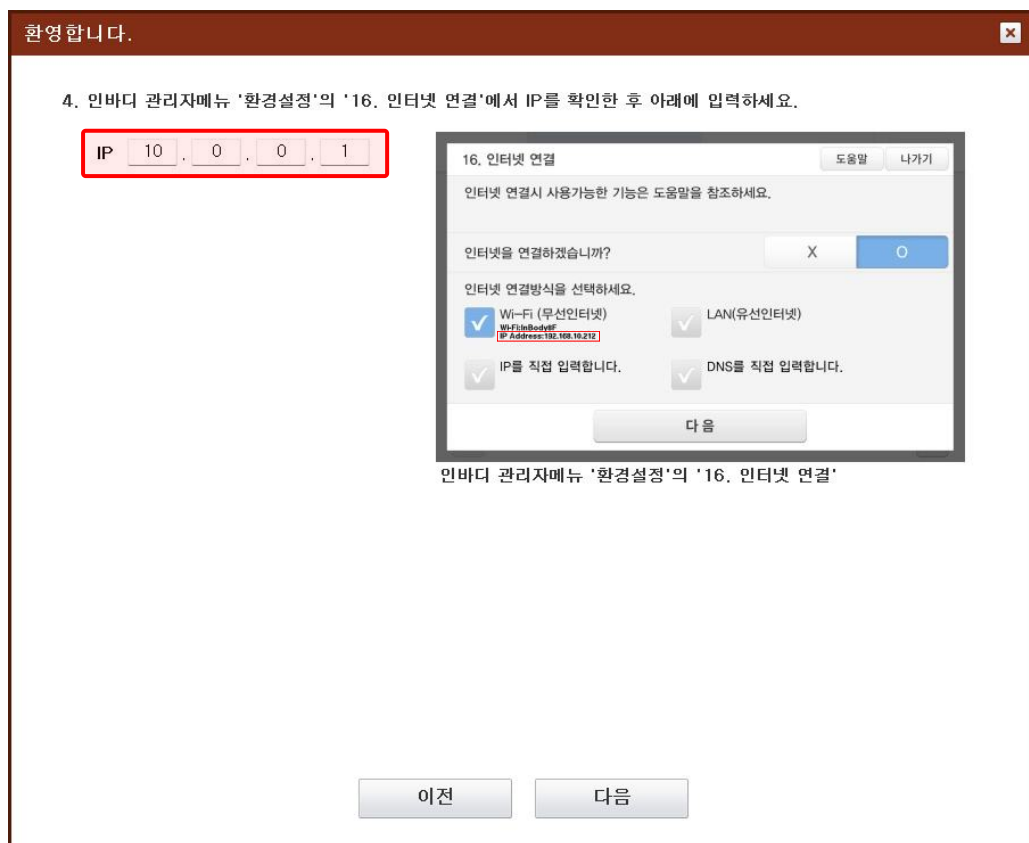 환영합니다.
4. 인바디 관리자메뉴 '환경설정'의 '16. 인터넷 연결'에서 IP를 확인한 후 아래에 입력하세요.
IP 10 . 0 . 0 . 1
16. 인터넷 연결 도움말 나가기
인터넷 연결시 사용가능한 기능은 도움말을 참조하세요.
인터넷을 연결하겠습니까? X O
인터넷 연결방식을 선택하세요.
Wi-Fi (무선인터넷) LAN(유선인터넷)
Wi-Fi:InBodyIIF
IP Address:192.168.10.212
IP를 직접 입력합니다. DNS를 직접 입력합니다.
다음
인바디 관리자메뉴 '환경설정'의 '16. 인터넷 연결'
이전 다음